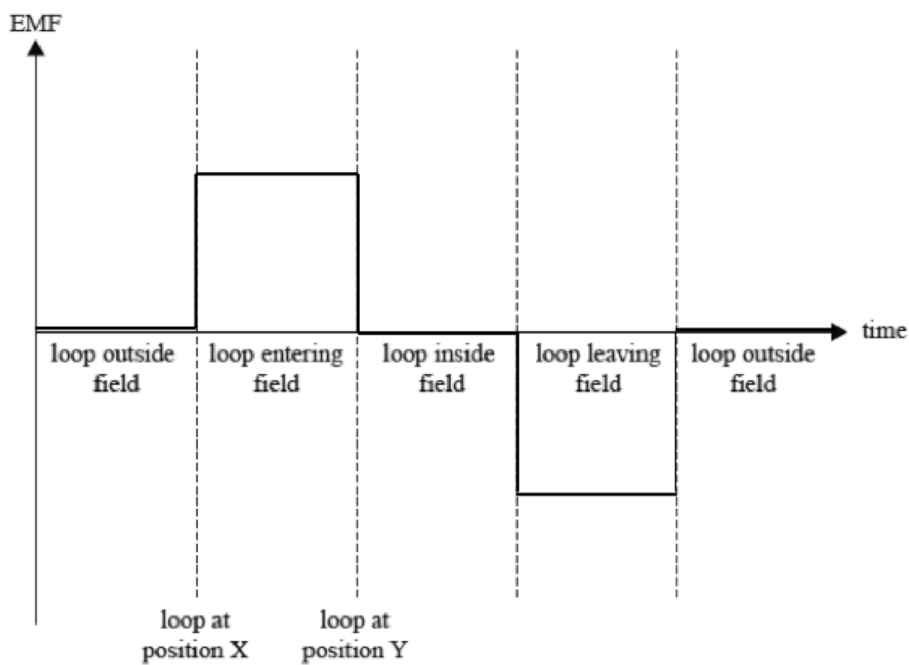 EMF
time
loop outside
field
loop entering
field
loop inside
field
loop leaving
field
loop outside
field
loop at
position X
loop at
position Y